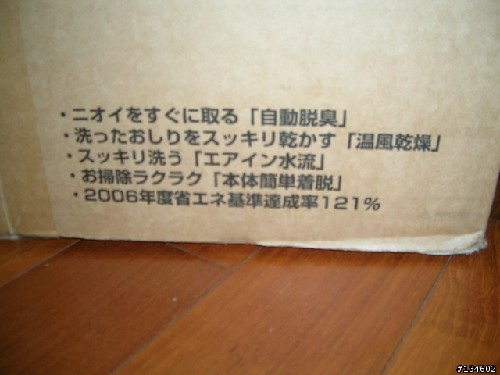 ・ニオイをすぐに取る「自動脱臭」
・洗ったおしりをスッキリ乾かす「温風乾燥」
・スッキリ洗う「エアイン水流」
・お掃除ラクラク「本体簡単着脱」
・2006年度省エネ基準達成率121%
#234602